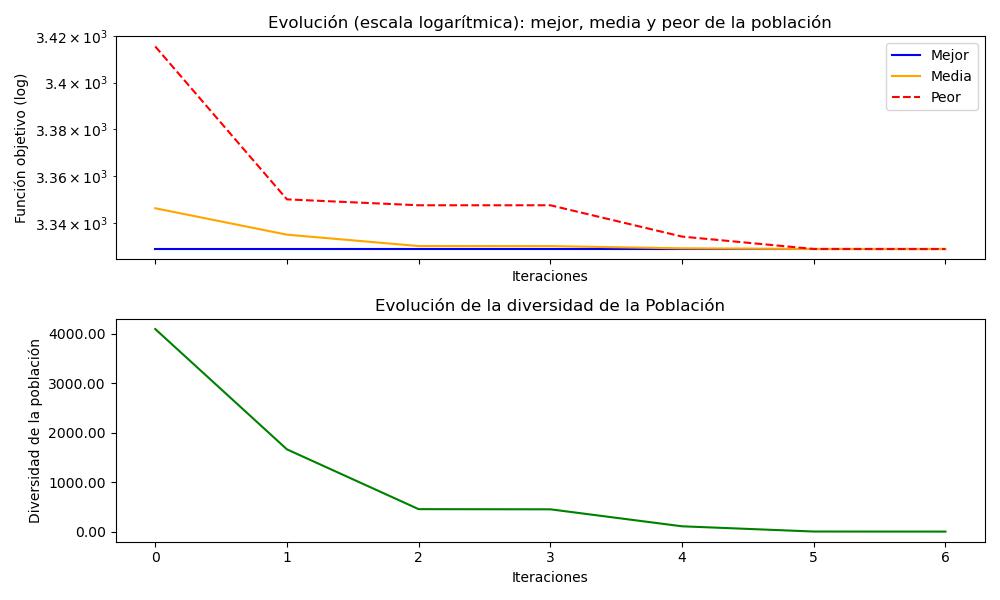 Evolución (escala logarítmica): mejor, media y peor de la población
Función objetivo (log)
3.42 × 10³
3.4 × 10³
3.38 × 10³
3.36 × 10³
3.34 × 10³
Mejor
Media
Peor
Iteraciones
Evolución de la diversidad de la Población
Diversidad de la población
4000.00
3000.00
2000.00
1000.00
0.00
0 1 2 3 4 5 6
Iteraciones